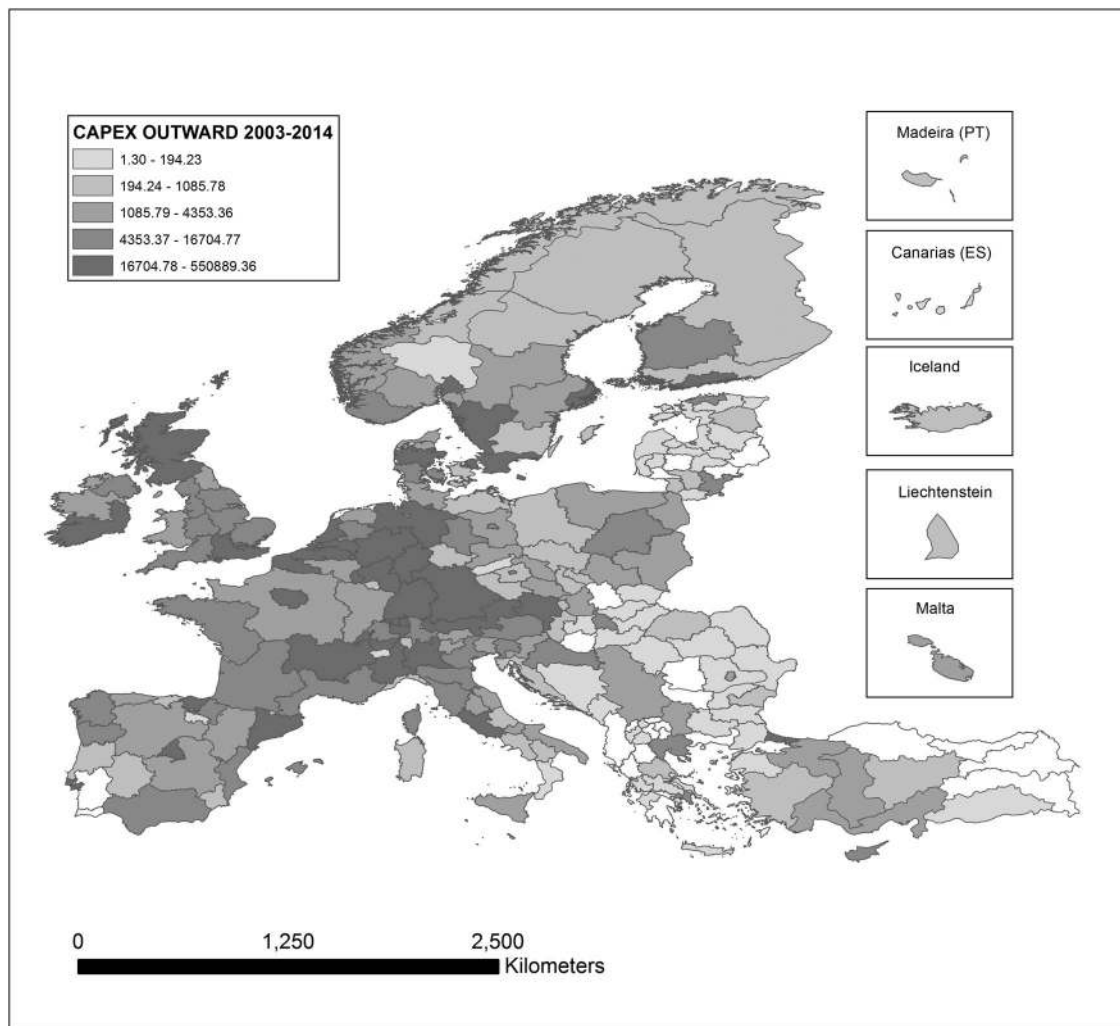 CAPEX OUTWARD 2003-2014
1.30 - 194.23
194.24 - 1085.78
1085.79 - 4353.36
4353.37 - 16704.77
16704.78 - 550889.36
Madeira (PT)
Canarias (ES)
Iceland
Liechtenstein
Malta
0 1,250 2,500
Kilometers